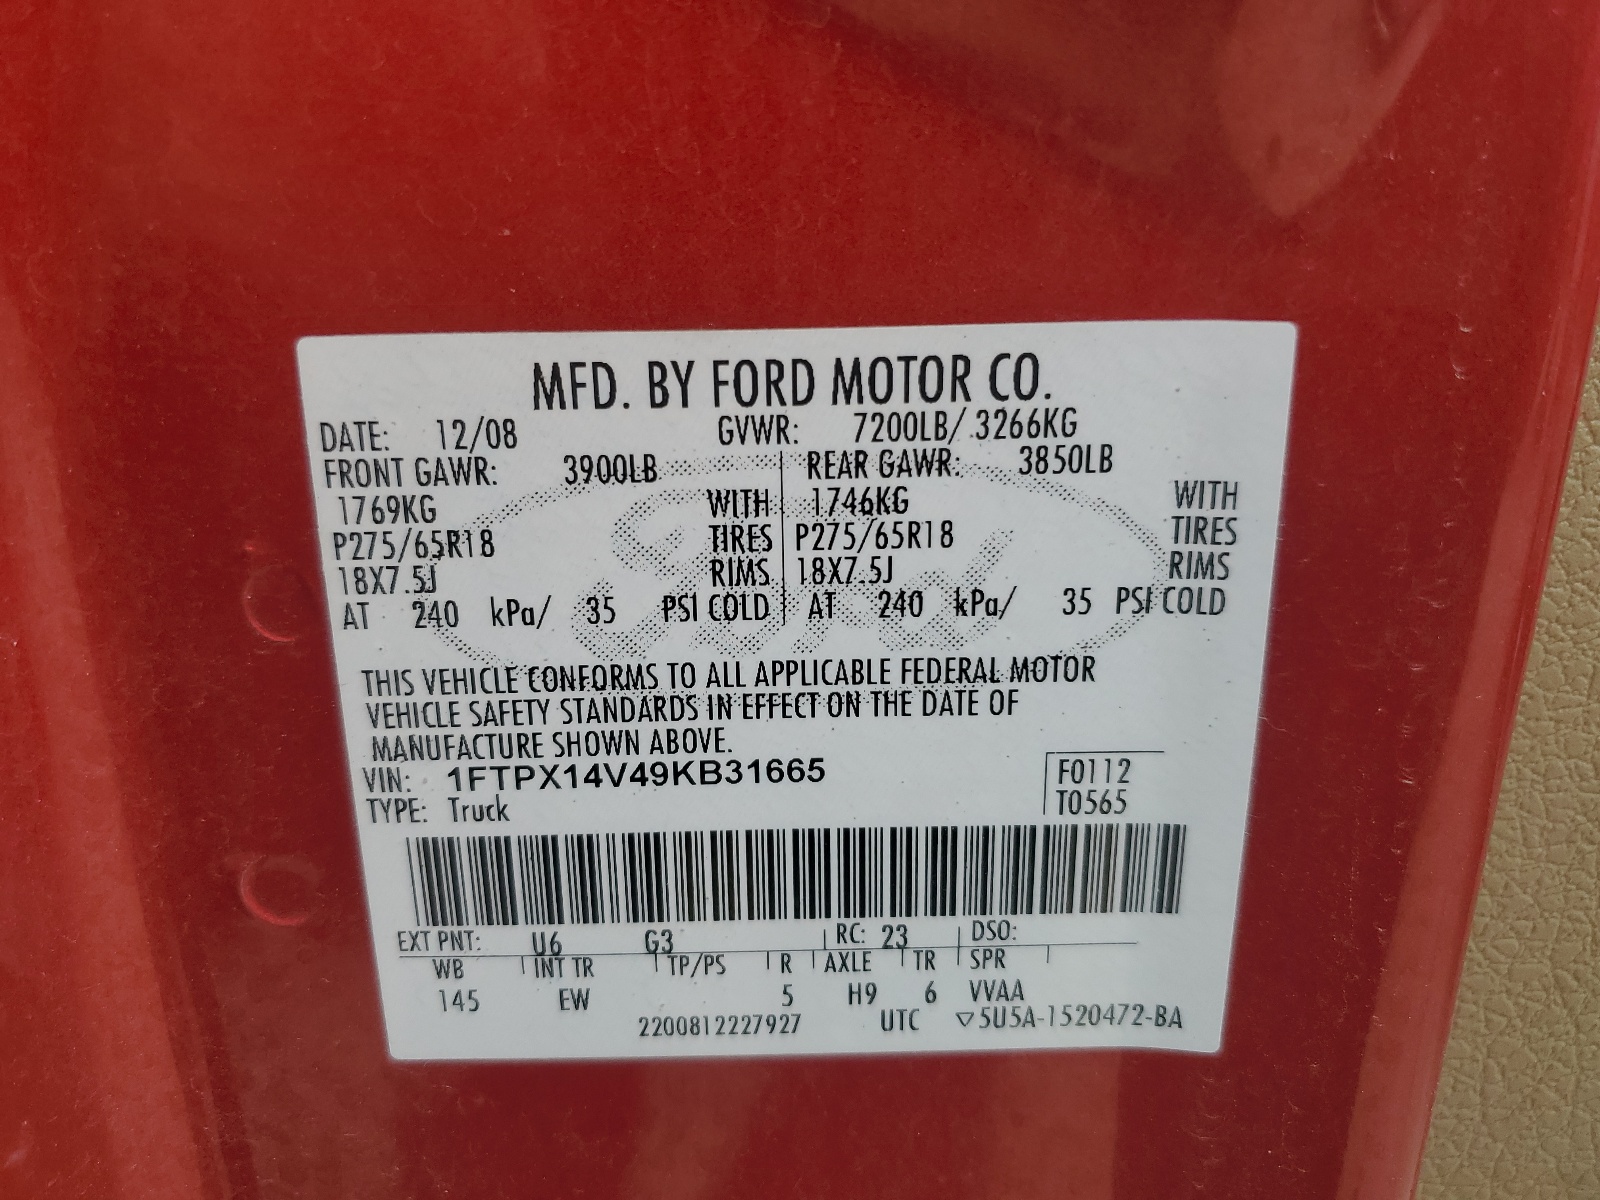 MFD. BY FORD MOTOR CO.
DATE: 12/08 GVWR: 7200LB/ 3266KG
FRONT GAWR: 3900LB REAR GAWR: 3850LB
1769KG WITH 1746KG WITH
P275/65R18 TIRES P275/65R18 TIRES
18X7.5J RIMS 18X7.5J RIMS
AT 240 kPa/ 35 PSI COLD AT 240 kPa/ 35 PSI COLD
Ford
THIS VEHICLE CONFORMS TO ALL APPLICABLE FEDERAL MOTOR
VEHICLE SAFETY STANDARDS IN EFFECT ON THE DATE OF
MANUFACTURE SHOWN ABOVE.
VIN: 1FTPX14V49KB31665 F0112
TYPE: Truck T0565
EXT PNT: U6 G3 RC: 23 DSO:
WB INT TR TP/PS R AXLE TR SPR
145 EW 5 H9 6 VVAA
2200812227927 UTC ▽5U5A-1520472-BA